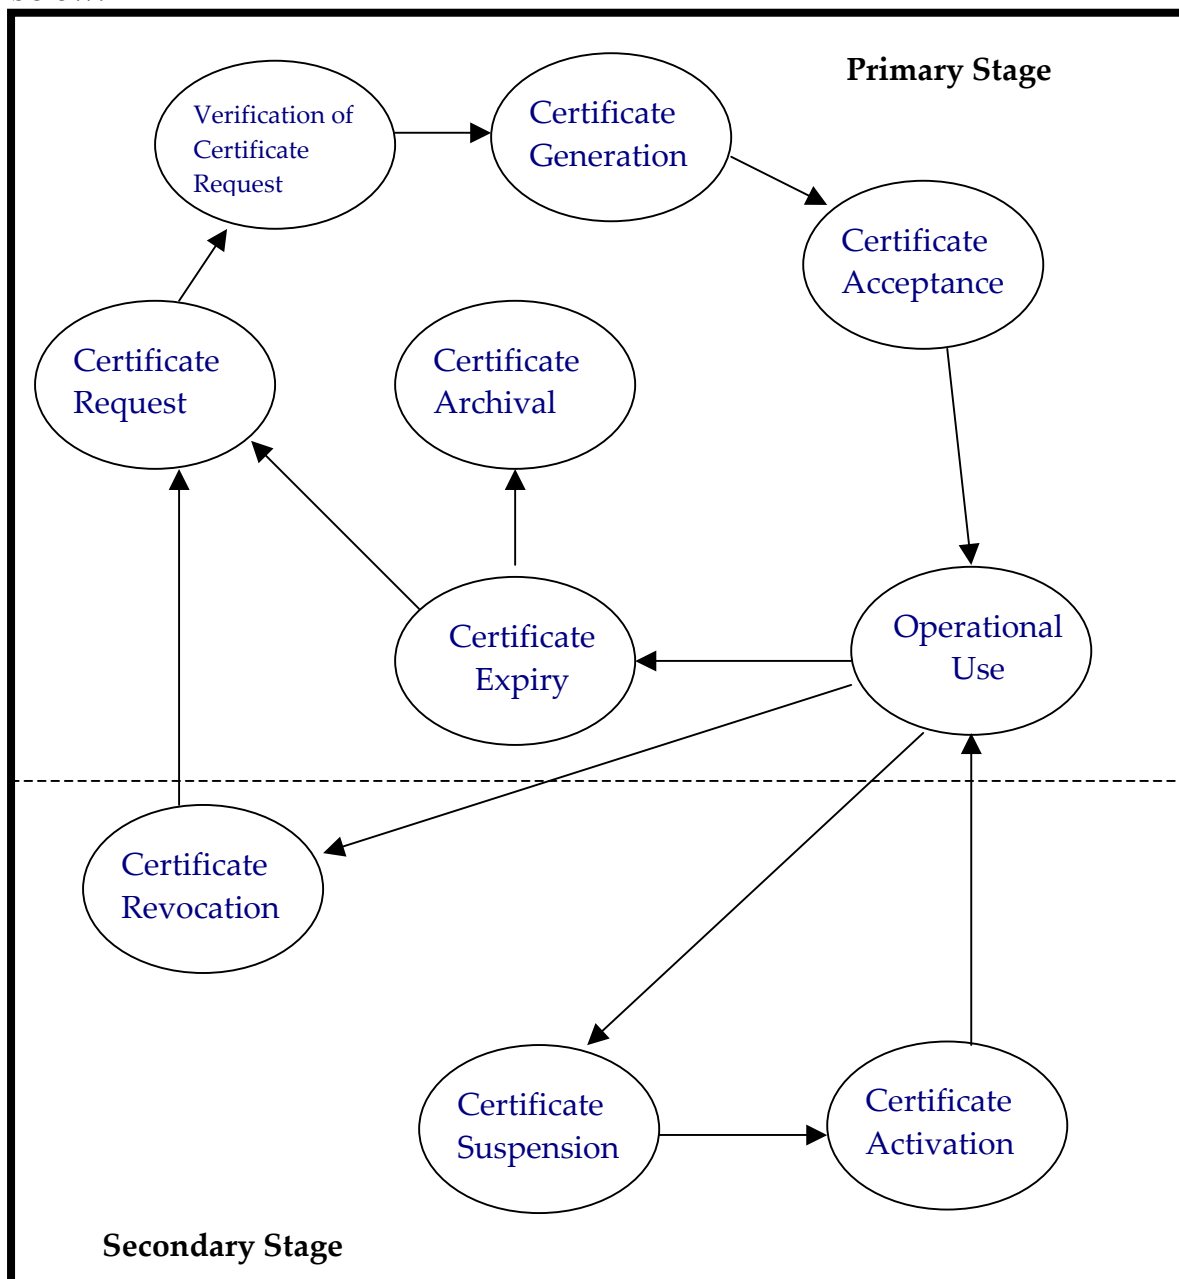 Primary Stage
Verification of
Certificate
Request
Certificate
Generation
Certificate
Acceptance
Certificate
Request
Certificate
Archival
Operational
Use
Certificate
Expiry
Certificate
Revocation
Certificate
Suspension
Certificate
Activation
Secondary Stage